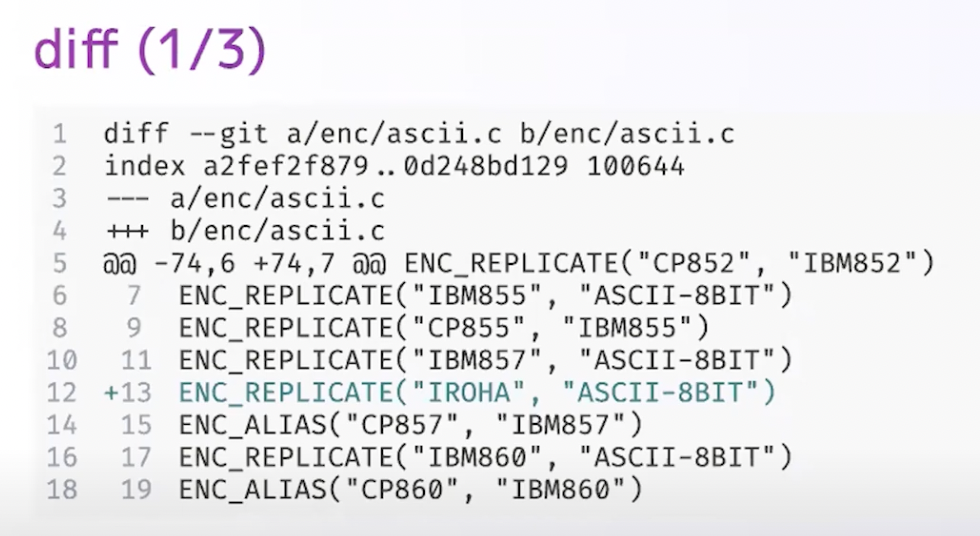 diff (1/3)
1 diff --git a/enc/ascii.c b/enc/ascii.c
2 index a2fef2f879..0d248bd129 100644
3 --- a/enc/ascii.c
4 +++ b/enc/ascii.c
5 @@ -74,6 +74,7 @@ ENC_REPLICATE("CP852", "IBM852")
6 7 ENC_REPLICATE("IBM855", "ASCII-8BIT")
8 9 ENC_REPLICATE("CP855", "IBM855")
10 11 ENC_REPLICATE("IBM857", "ASCII-8BIT")
12 +13 ENC_REPLICATE("IROHA", "ASCII-8BIT")
14 15 ENC_ALIAS("CP857", "IBM857")
16 17 ENC_REPLICATE("IBM860", "ASCII-8BIT")
18 19 ENC_ALIAS("CP860", "IBM860")